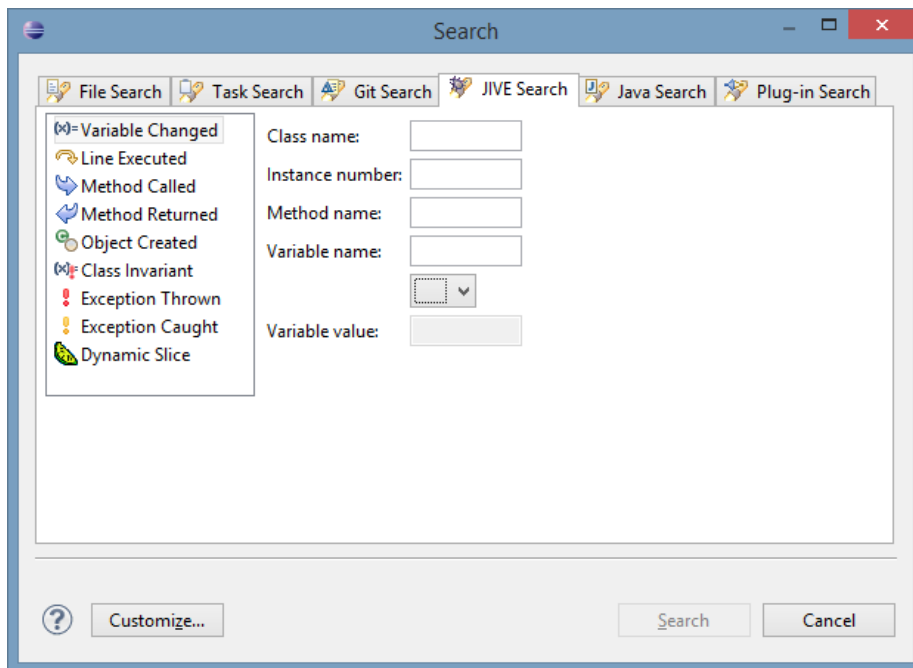 Search
File Search
Task Search
Git Search
JIVE Search
Java Search
Plug-in Search
(x)= Variable Changed
Line Executed
Method Called
Method Returned
Object Created
Class Invariant
Exception Thrown
Exception Caught
Dynamic Slice
Class name:
Instance number:
Method name:
Variable name:
Variable value:
?
Customize...
Search
Cancel